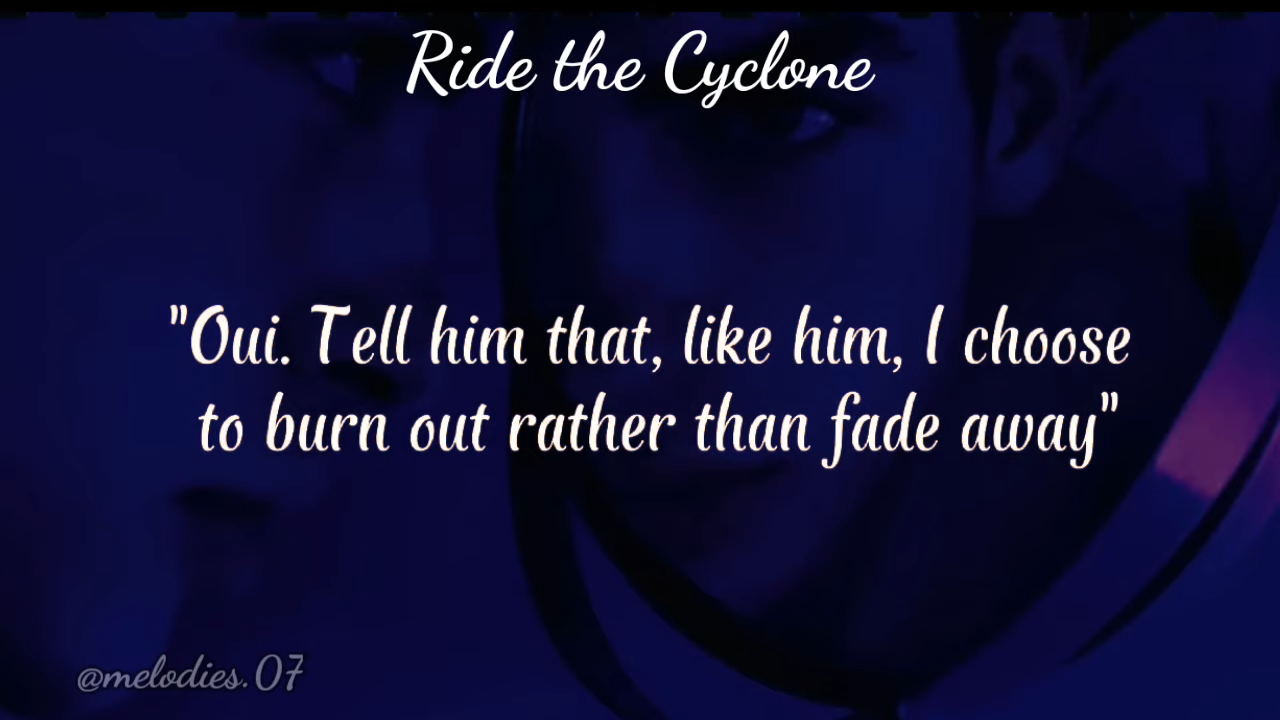 Ride the Cyclone
"Oui. Tell him that, like him, I choose
to burn out rather than fade away"
@melodies.07